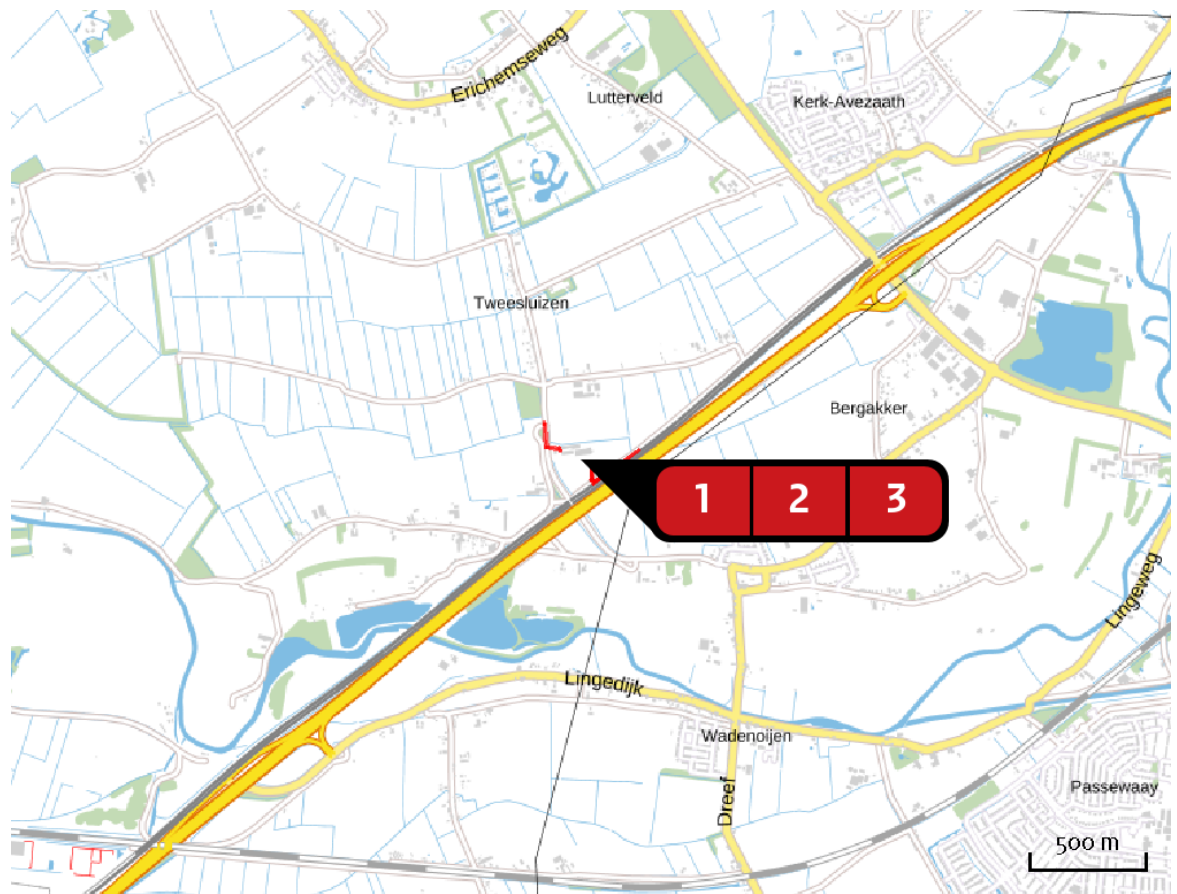 Erichemseweg
Lutterveld
Kerk-Avezaath
Tweesluizen
Bergakker
1 2 3
Lingeweg
Lingedijk
Wadenoijen
Dreef
Passewaay
500 m